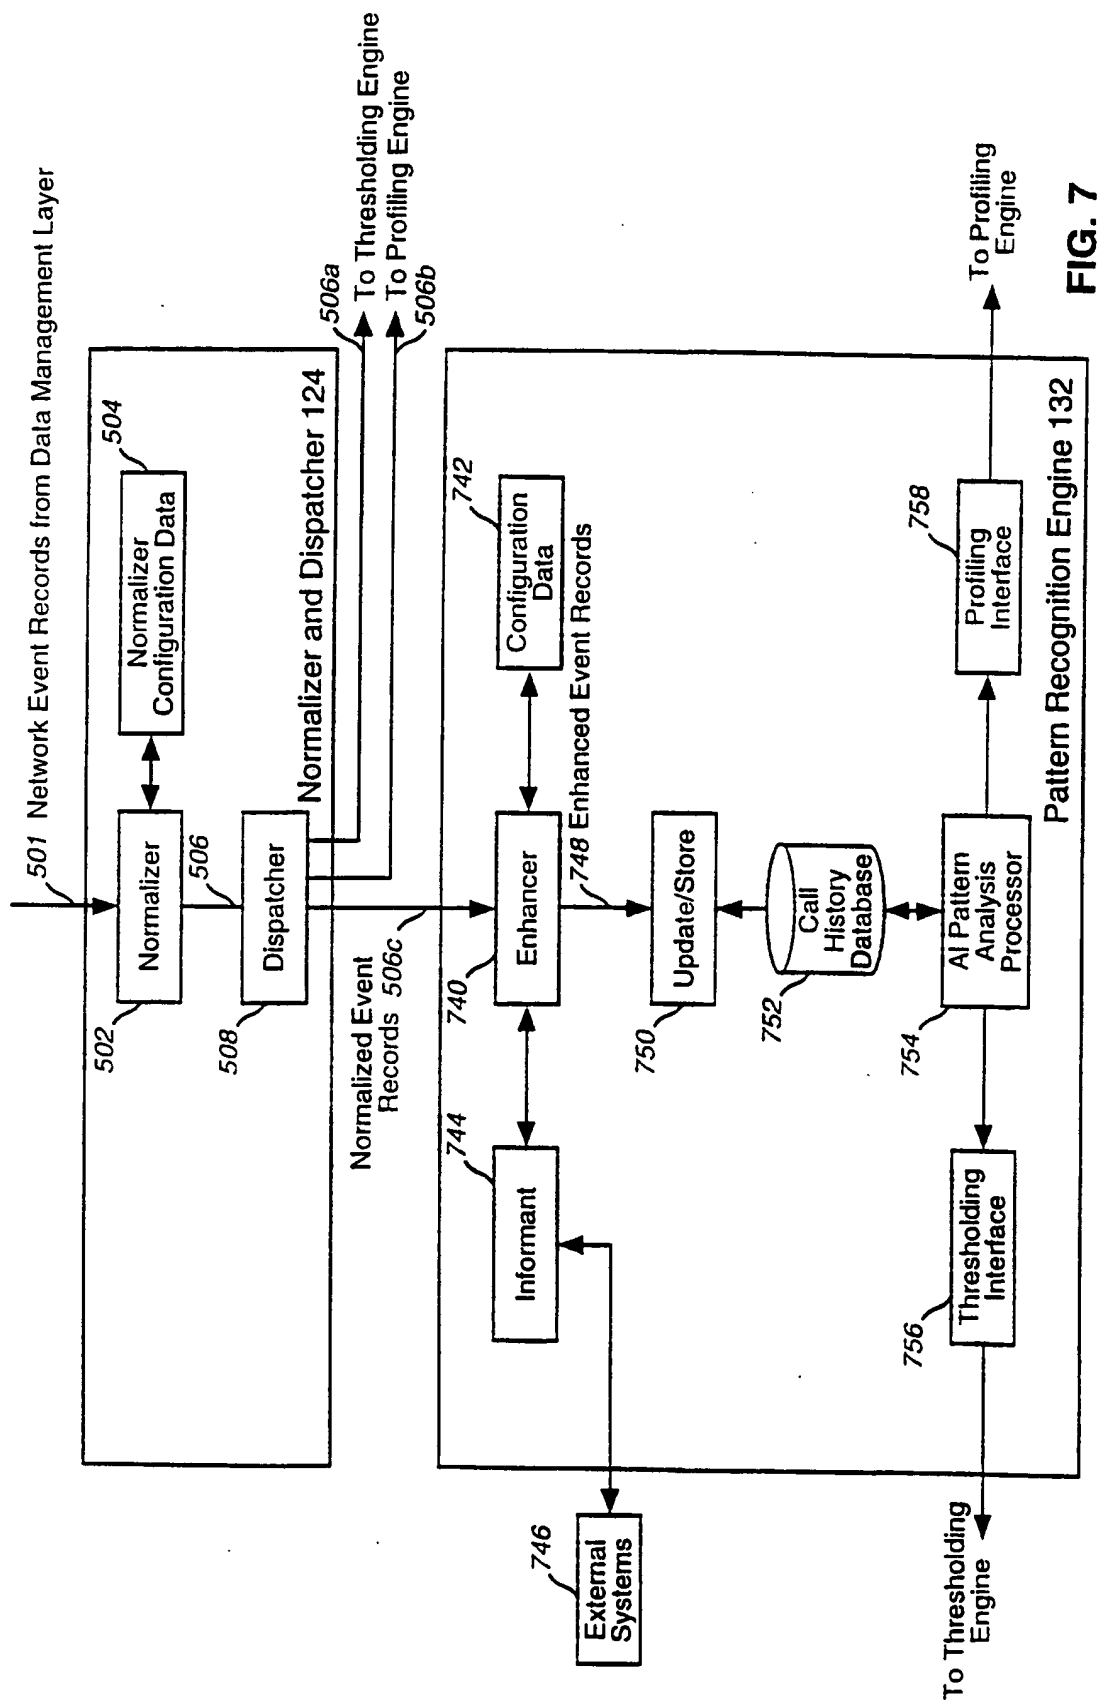 501 Network Event Records from Data Management Layer
502
Normalizer
504
Normalizer
Configuration Data
506
508
Dispatcher
Normalizer and Dispatcher 124
506a
To Thresholding Engine
To Profiling Engine
506b
Normalized Event
Records 506c
744
Informant
740
Enhancer
742
Configuration
Data
746
External
Systems
748 Enhanced Event Records
750
Update/Store
752
Call
History
Database
754
AI Pattern
Analysis
Processor
756
Thresholding
Interface
758
Profiling
Interface
To Thresholding
Engine
To Profiling
Engine
Pattern Recognition Engine 132
FIG. 7